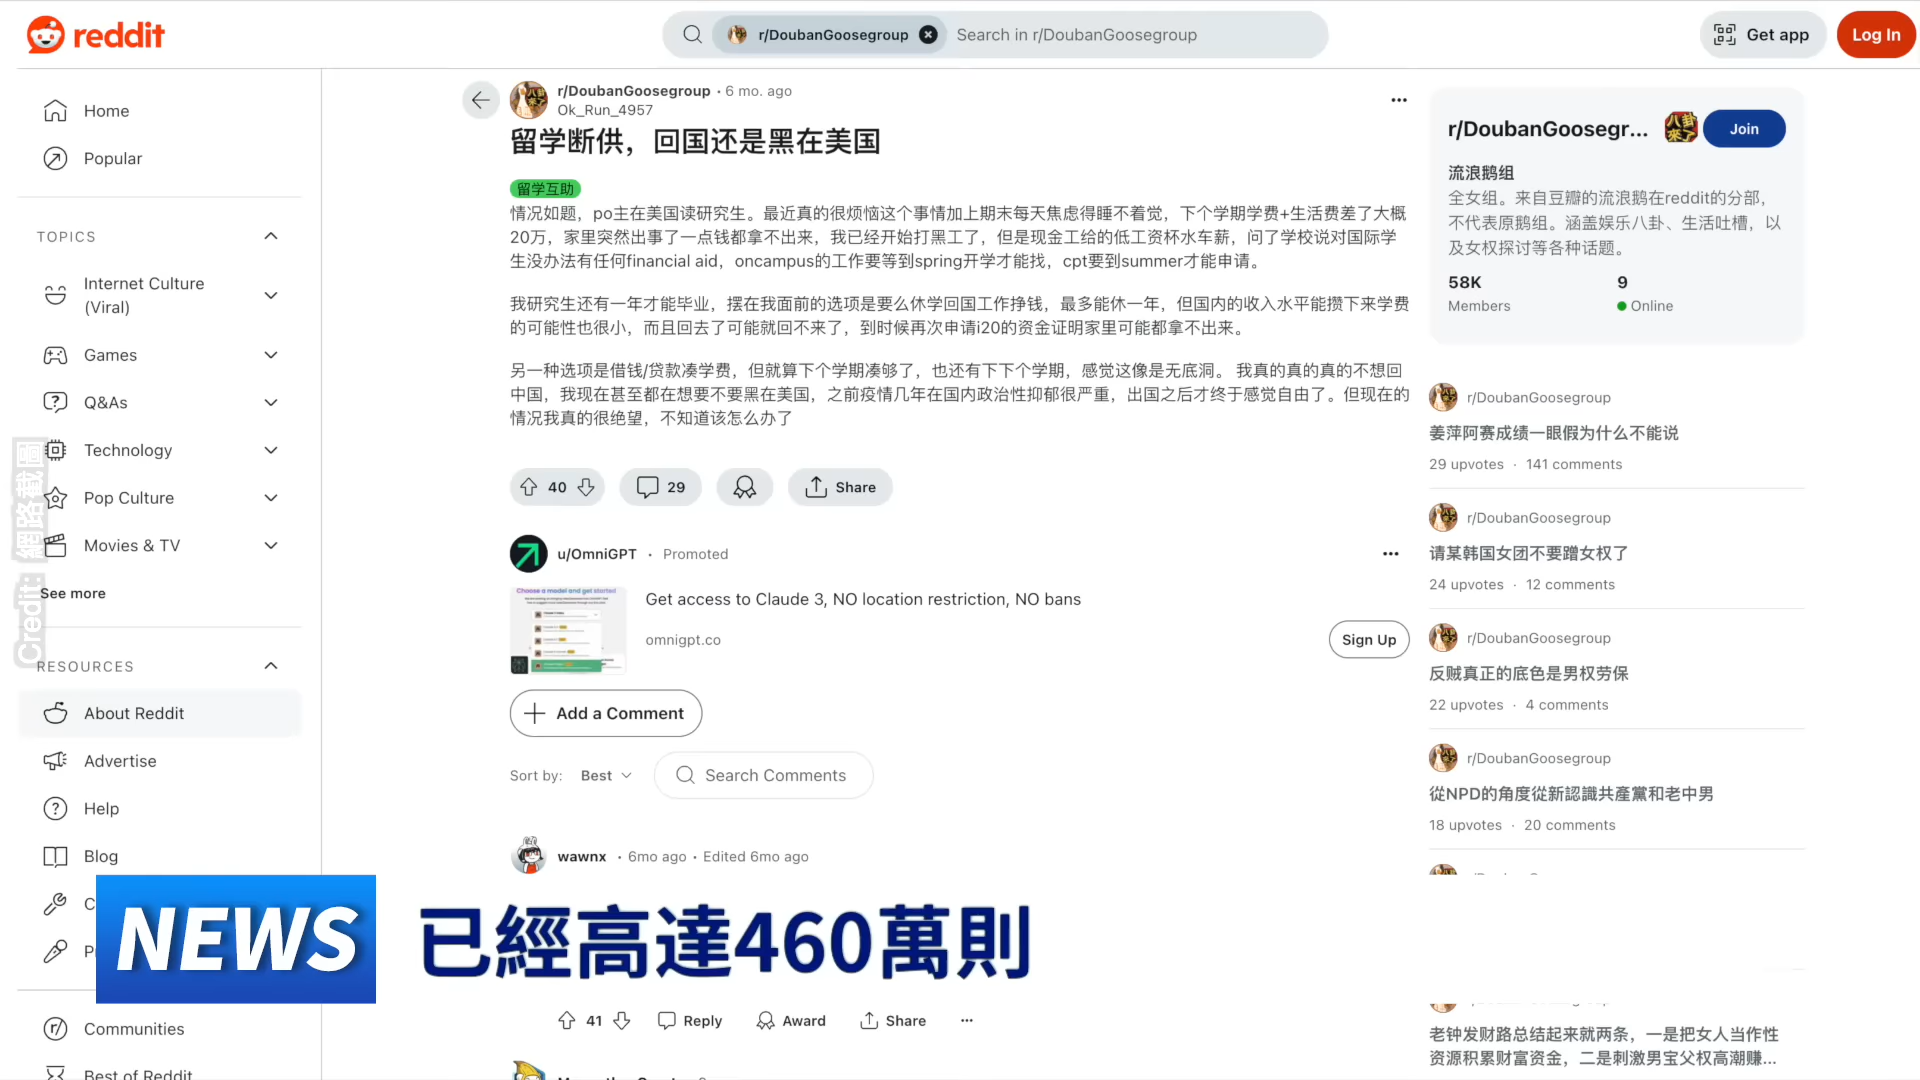 reddit
r/DoubanGoosegroup
Search in r/DoubanGoosegroup
Get app
Log In
Home
Popular
TOPICS
Internet Culture
(Viral)
Games
Q&As
Technology
Pop Culture
Movies & TV
See more
RESOURCES
About Reddit
Advertise
Help
Blog
C
P
Communities
Best of Reddit
Credit: 網路截圖
r/DoubanGoosegroup · 6 mo. ago
Ok_Run_4957
留学断供，回国还是黑在美国
留学互助
情况如题，po主在美国读研究生。最近真的很烦恼这个事情加上期末每天焦虑得睡不着觉，下个学期学费+生活费差了大概
20万，家里突然出事了一点钱都拿不出来，我已经开始打黑工了，但是现金工给的低工资杯水车薪，问了学校说对国际学
生没办法有任何financial aid，oncampus的工作要等到spring开学才能找，cpt要到summer才能申请。
我研究生还有一年才能毕业，摆在我面前的选项是要么休学回国工作挣钱，最多能休一年，但国内的收入水平能攒下来学费
的可能性也很小，而且回去了可能就回不来了，到时候再次申请i20的资金证明家里可能都拿不出来。
另一种选项是借钱/贷款凑学费，但就算下个学期凑够了，也还有下下个学期，感觉这像是无底洞。 我真的真的真的不想回
中国，我现在甚至都在想要不要黑在美国，之前疫情几年在国内政治性抑郁很严重，出国之后才终于感觉自由了。但现在的
情况我真的很绝望，不知道该怎么办了
40
29
Share
u/OmniGPT · Promoted
Choose a model and get started
Get access to Claude 3, NO location restriction, NO bans
omnigpt.co
Sign Up
Add a Comment
Sort by: Best
Search Comments
wawnx · 6mo ago · Edited 6mo ago
NEWS
已經高達460萬則
41
Reply
Award
Share
r/DoubanGoosegr...
Join
流浪鹅组
全女组。来自豆瓣的流浪鹅在reddit的分部，
不代表原鹅组。涵盖娱乐八卦、生活吐槽，以
及女权探讨等各种话题。
58K
9
Members
Online
r/DoubanGoosegroup
姜萍阿赛成绩一眼假为什么不能说
29 upvotes · 141 comments
r/DoubanGoosegroup
请某韩国女团不要蹭女权了
24 upvotes · 12 comments
r/DoubanGoosegroup
反贼真正的底色是男权劳保
22 upvotes · 4 comments
r/DoubanGoosegroup
從NPD的角度從新認識共產黨和老中男
18 upvotes · 20 comments
老钟发财路总结起来就两条，一是把女人当作性
资源积累财富资金，二是刺激男宝父权高潮赚...